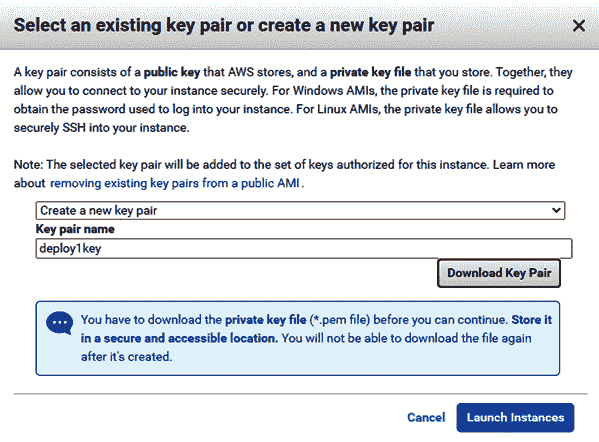 Select an existing key pair or create a new key pair
A key pair consists of a public key that AWS stores, and a private key file that you store. Together, they
allow you to connect to your instance securely. For Windows AMIs, the private key file is required to
obtain the password used to log into your instance. For Linux AMIs, the private key file allows you to
securely SSH into your instance.
Note: The selected key pair will be added to the set of keys authorized for this instance. Learn more
about removing existing key pairs from a public AMI .
Create a new key pair
Key pair name
deploy1key
Download Key Pair
You have to download the private key file (*.pem file) before you can continue. Store it
in a secure and accessible location. You will not be able to download the file again
after it's created.
Cancel Launch Instances